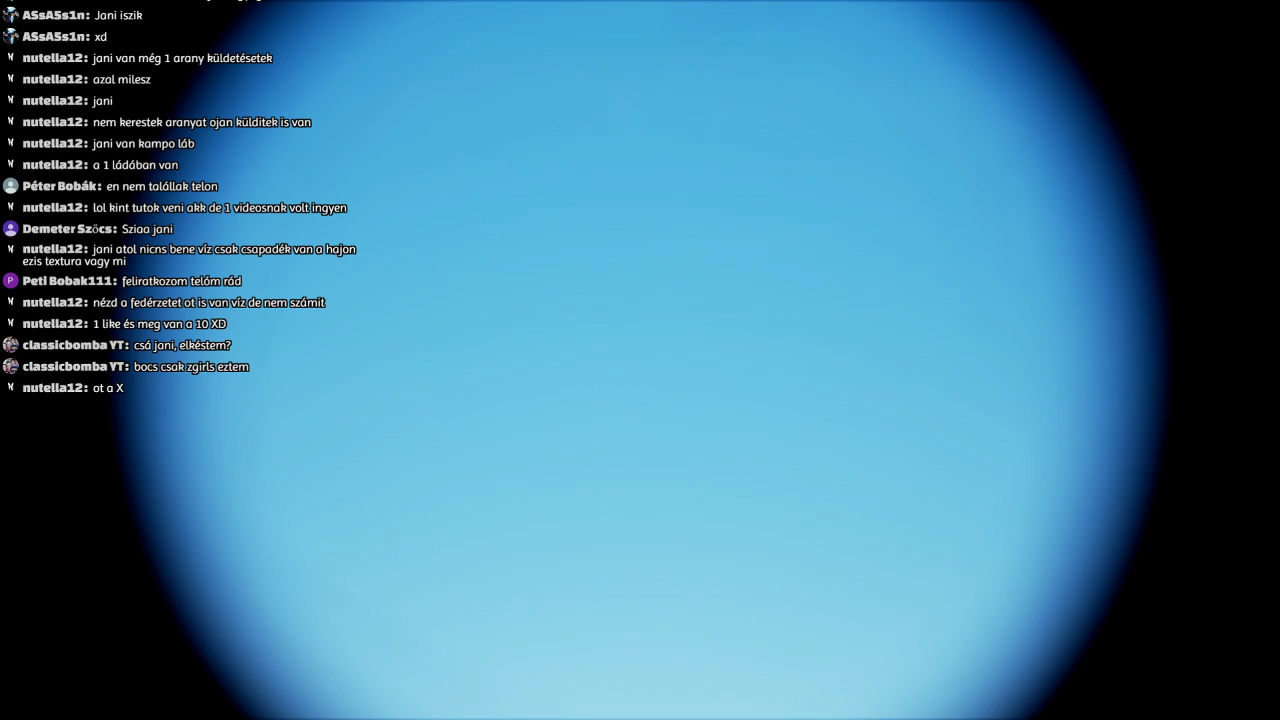 ASsASs1n: Jani iszik
ASsASs1n: xd
nutella12: jani van még 1 arany küldetésetek
nutella12: azal milesz
nutella12: jani
nutella12: nem kerestek aranyat ojan külditek is van
nutella12: jani van kampo láb
nutella12: a 1 ládában van
Péter Bobák: en nem talállak telon
nutella12: lol kint tutok veni akk de 1 videosnak volt ingyen
Demeter Szőcs: Sziaa jani
nutella12: jani atol nicns bene víz csak csapadék van a hajon
ezis textura vagy mi
P Peti Bobak111: feliratkozom telóm rád
nutella12: nézd a fedérzetet ot is van víz de nem számit
nutella12: 1 like és meg van a 10 XD
classicbomba YT: csá jani, elkéstem?
classicbomba YT: bocs csak zgirls eztem
nutella12: ot a X